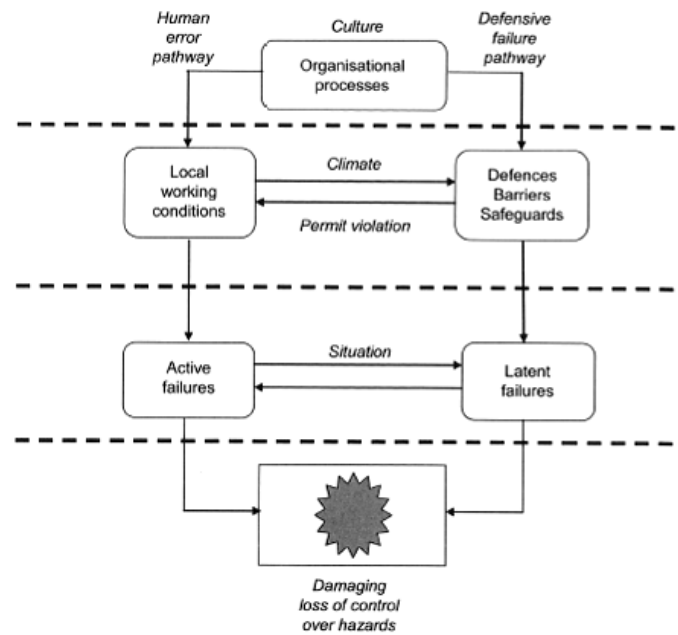 Human
error
pathway
Culture
Defensive
failure
pathway
Organisational
processes
Local
working
conditions
Climate
Permit violation
Defences
Barriers
Safeguards
Active
failures
Situation
Latent
failures
Damaging
loss of control
over hazards